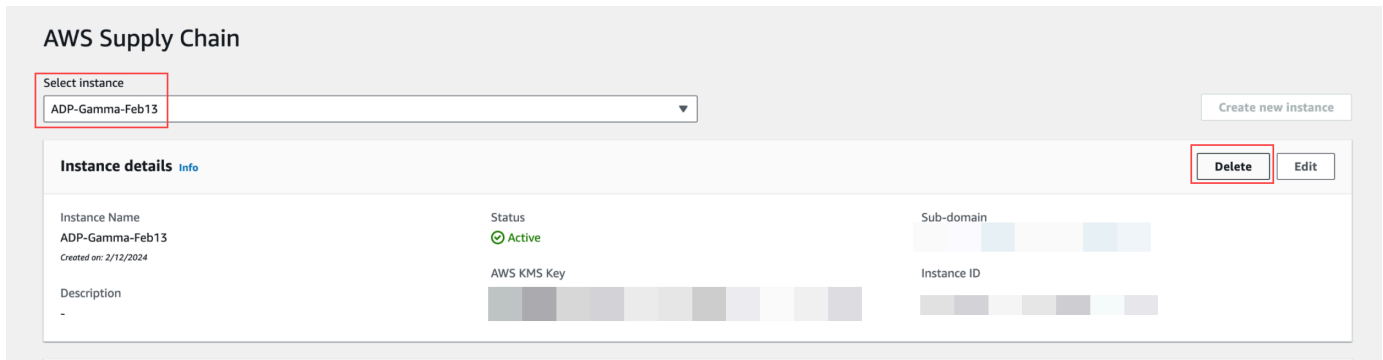 AWS Supply Chain
Select instance
ADP-Gamma-Feb13
Create new instance
Instance details Info
Delete
Edit
Instance Name
ADP-Gamma-Feb13
Created on: 2/12/2024
Description
-
Status
Active
AWS KMS Key
Sub-domain
Instance ID